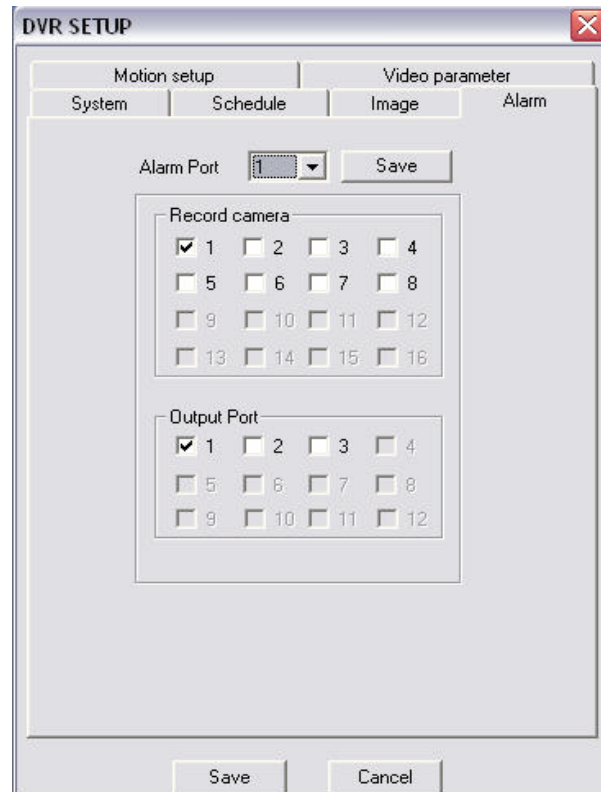 DVR SETUP
Motion setup Video parameter
System Schedule Image Alarm
Alarm Port 1 Save
Record camera
1 2 3 4
5 6 7 8
9 10 11 12
13 14 15 16
Output Port
1 2 3 4
5 6 7 8
9 10 11 12
Save Cancel